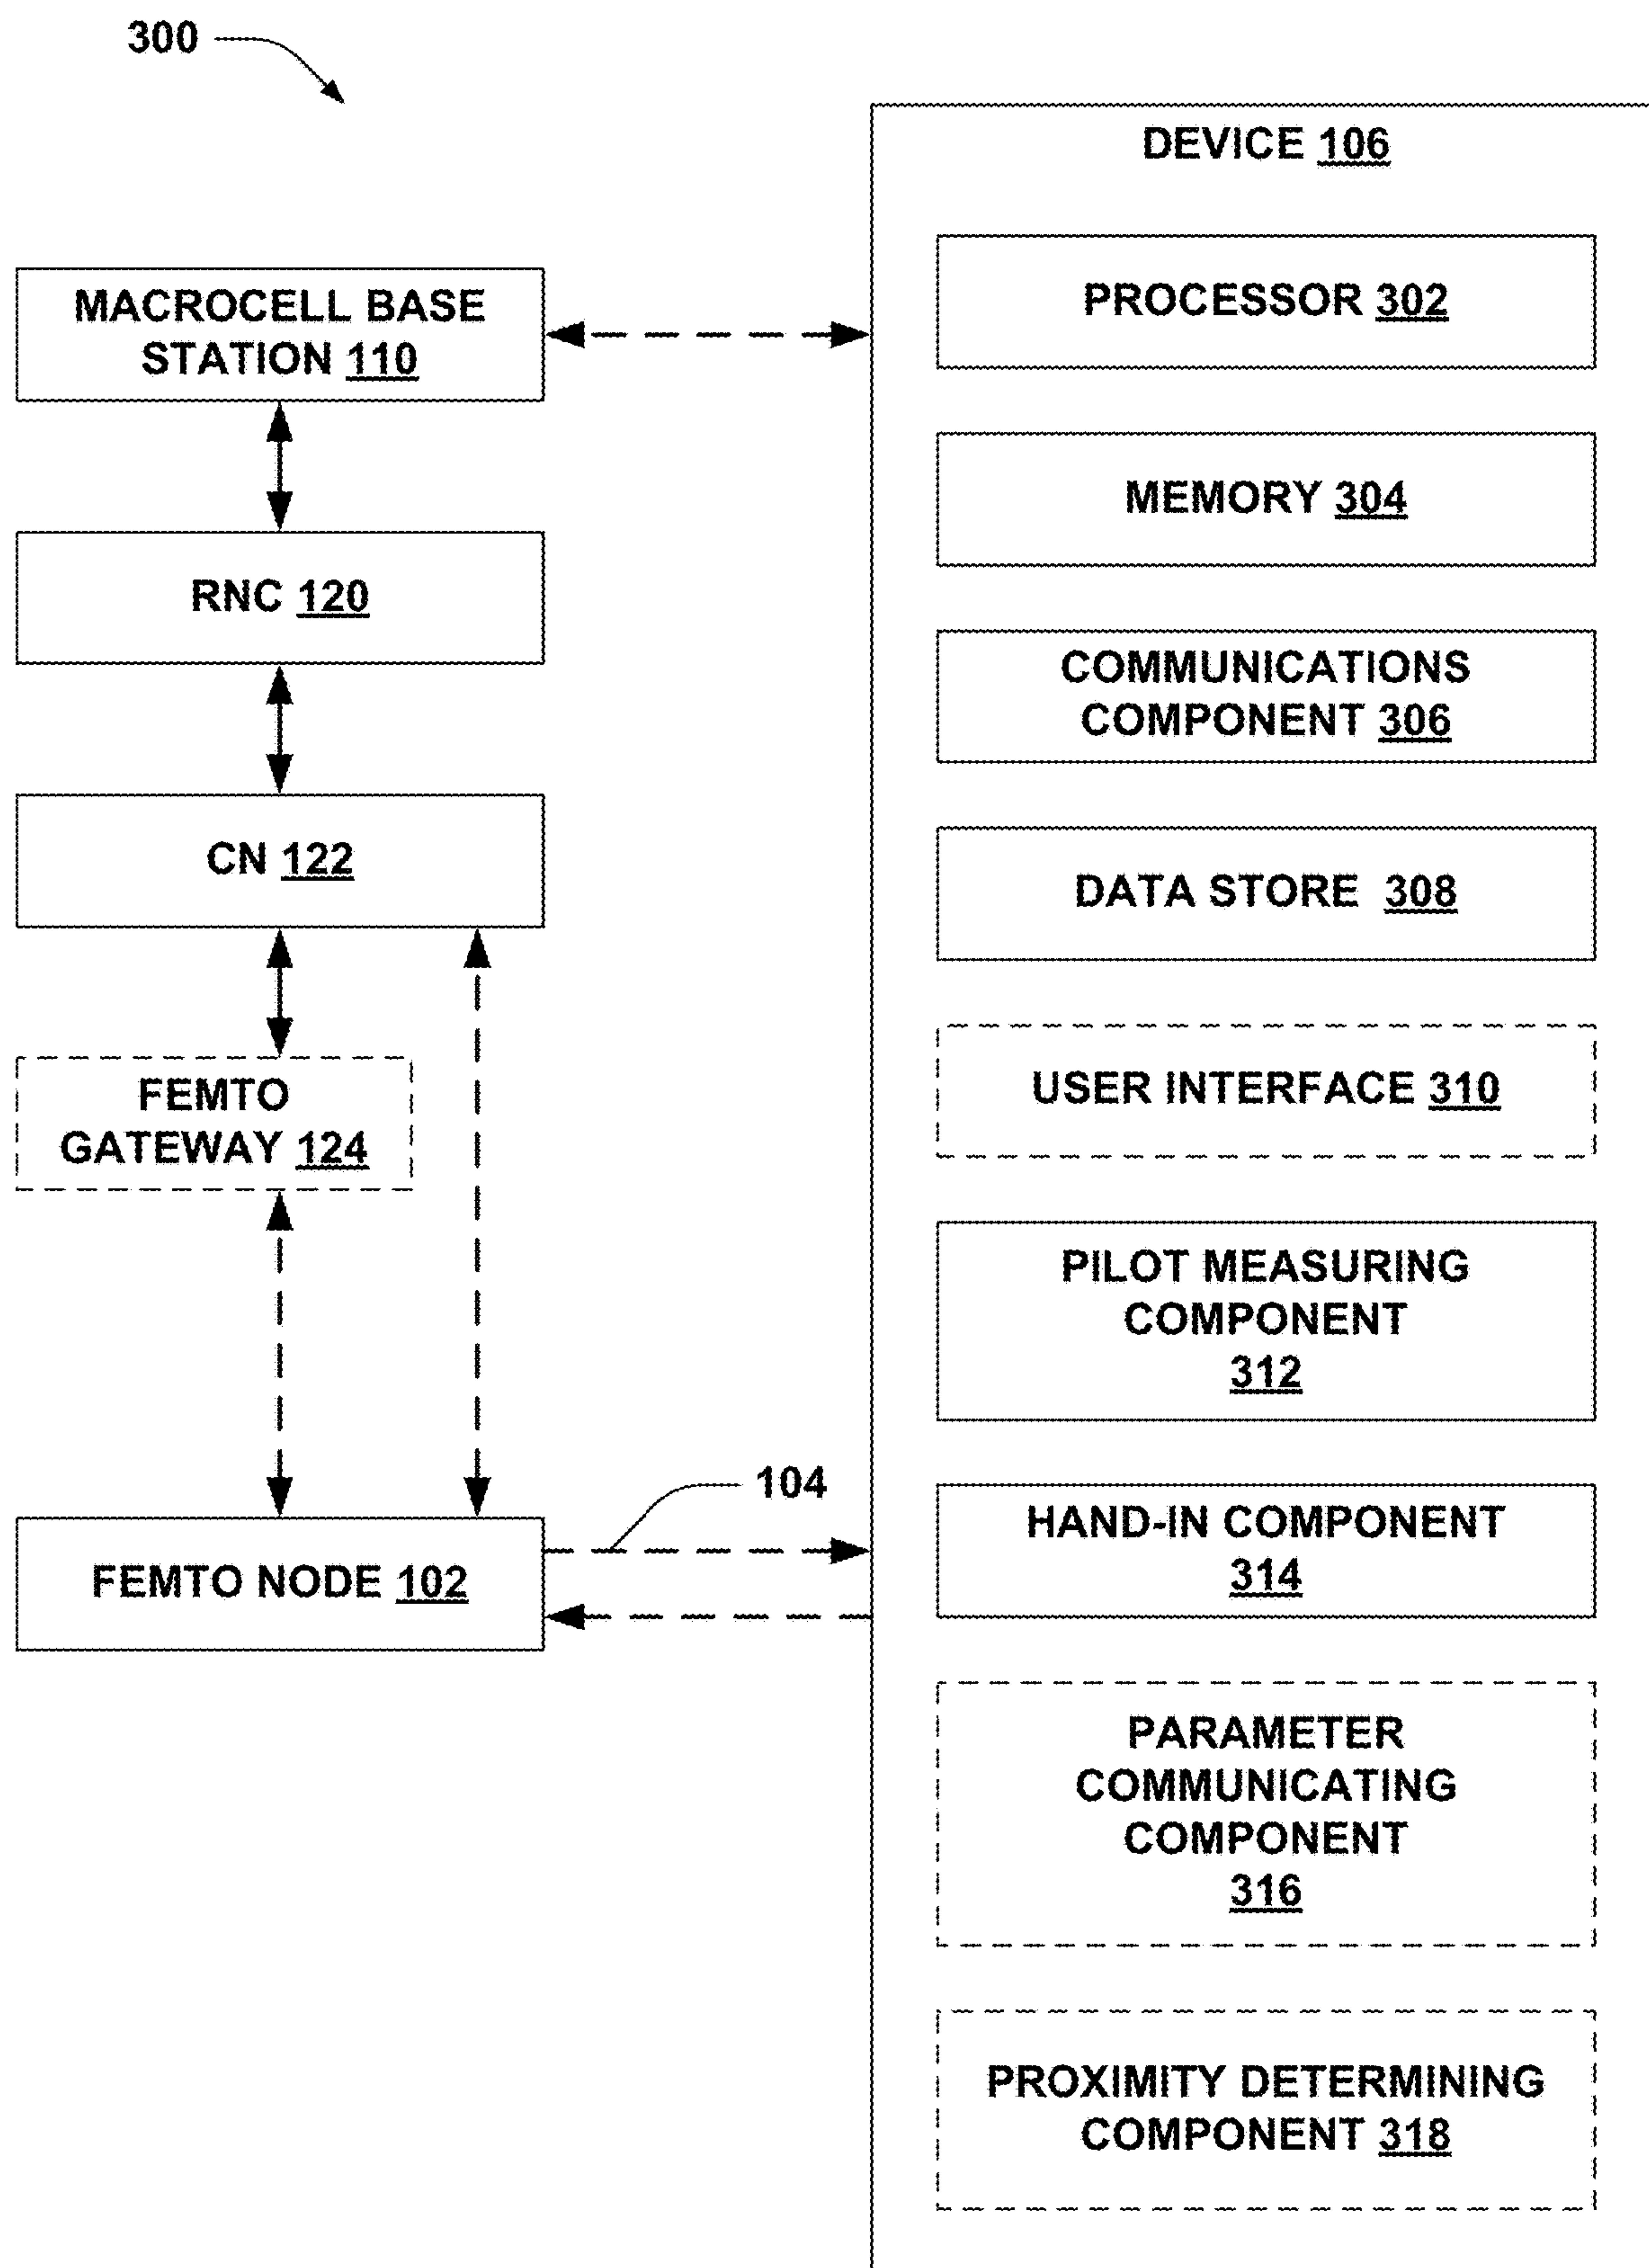 300
MACROCELL BASE
STATION 110
RNC 120
CN 122
FEMTO
GATEWAY 124
FEMTO NODE 102
104
DEVICE 106
PROCESSOR 302
MEMORY 304
COMMUNICATIONS
COMPONENT 306
DATA STORE 308
USER INTERFACE 310
PILOT MEASURING
COMPONENT
312
HAND-IN COMPONENT
314
PARAMETER
COMMUNICATING
COMPONENT
316
PROXIMITY DETERMINING
COMPONENT 318